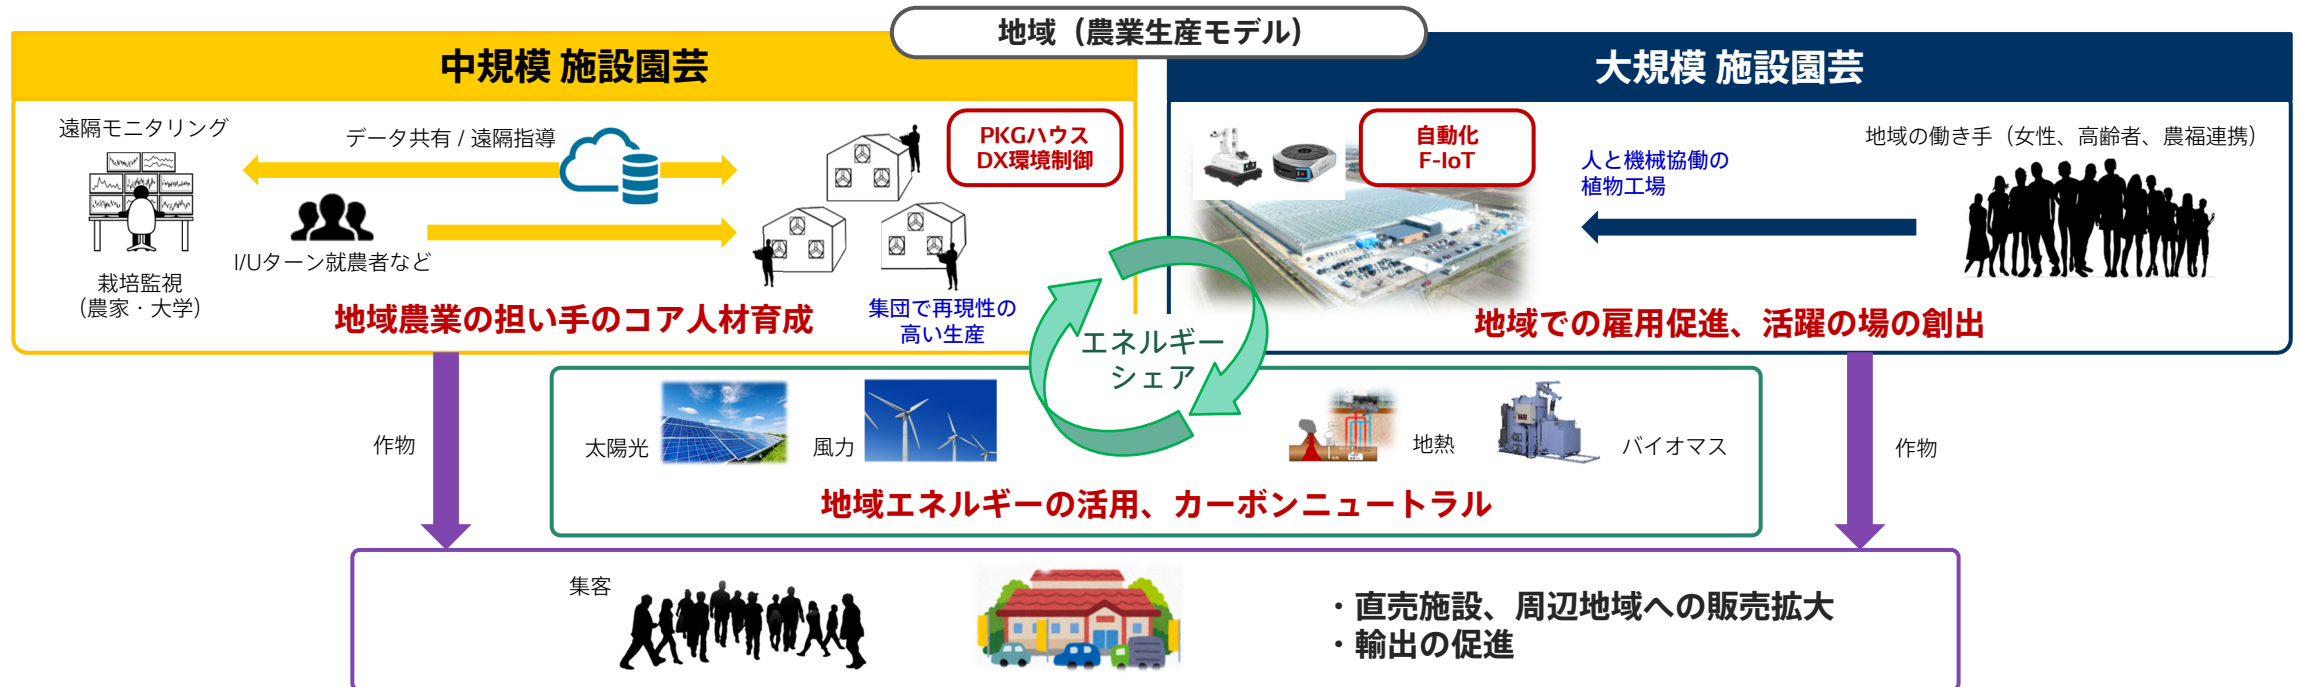 地域（農業生産モデル）
中規模 施設園芸
遠隔モニタリング
データ共有 / 遠隔指導
PKGハウス
DX環境制御
I/Uターン就農者など
栽培監視
（農家・大学）
地域農業の担い手のコア人材育成
集団で再現性の
高い生産
大規模 施設園芸
自動化
F-IoT
人と機械協働の
植物工場
地域の働き手（女性、高齢者、農福連携）
地域での雇用促進、活躍の場の創出
エネルギー
シェア
太陽光
風力
地熱
バイオマス
地域エネルギーの活用、カーボンニュートラル
作物
作物
集客
・直売施設、周辺地域への販売拡大
・輸出の促進